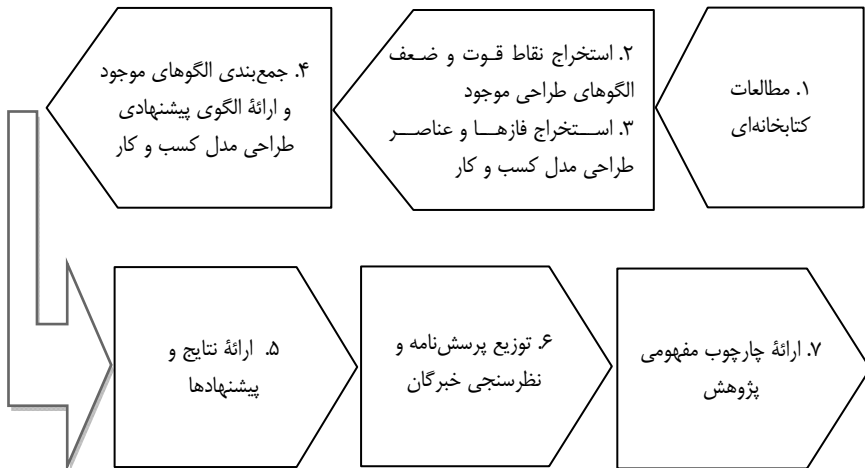 ۱. مطالعات
کتابخانه‌ای
۲. استخراج نقاط قـوت و ضـعف
الگوهای طراحی موجود
۳. اســتخراج فازهــا و عناصــر
طراحی مدل کسب و کار
۴. جمع‌بندی الگوهای موجود
و ارائهٔ الگوی پیشنهادی
طراحی مدل کسب و کار
۵. ارائهٔ نتایج و
پیشنهادها
۶. توزیع پرسش‌نامه و
نظرسنجی خبرگان
۷. ارائهٔ چارچوب مفهومی
پژوهش